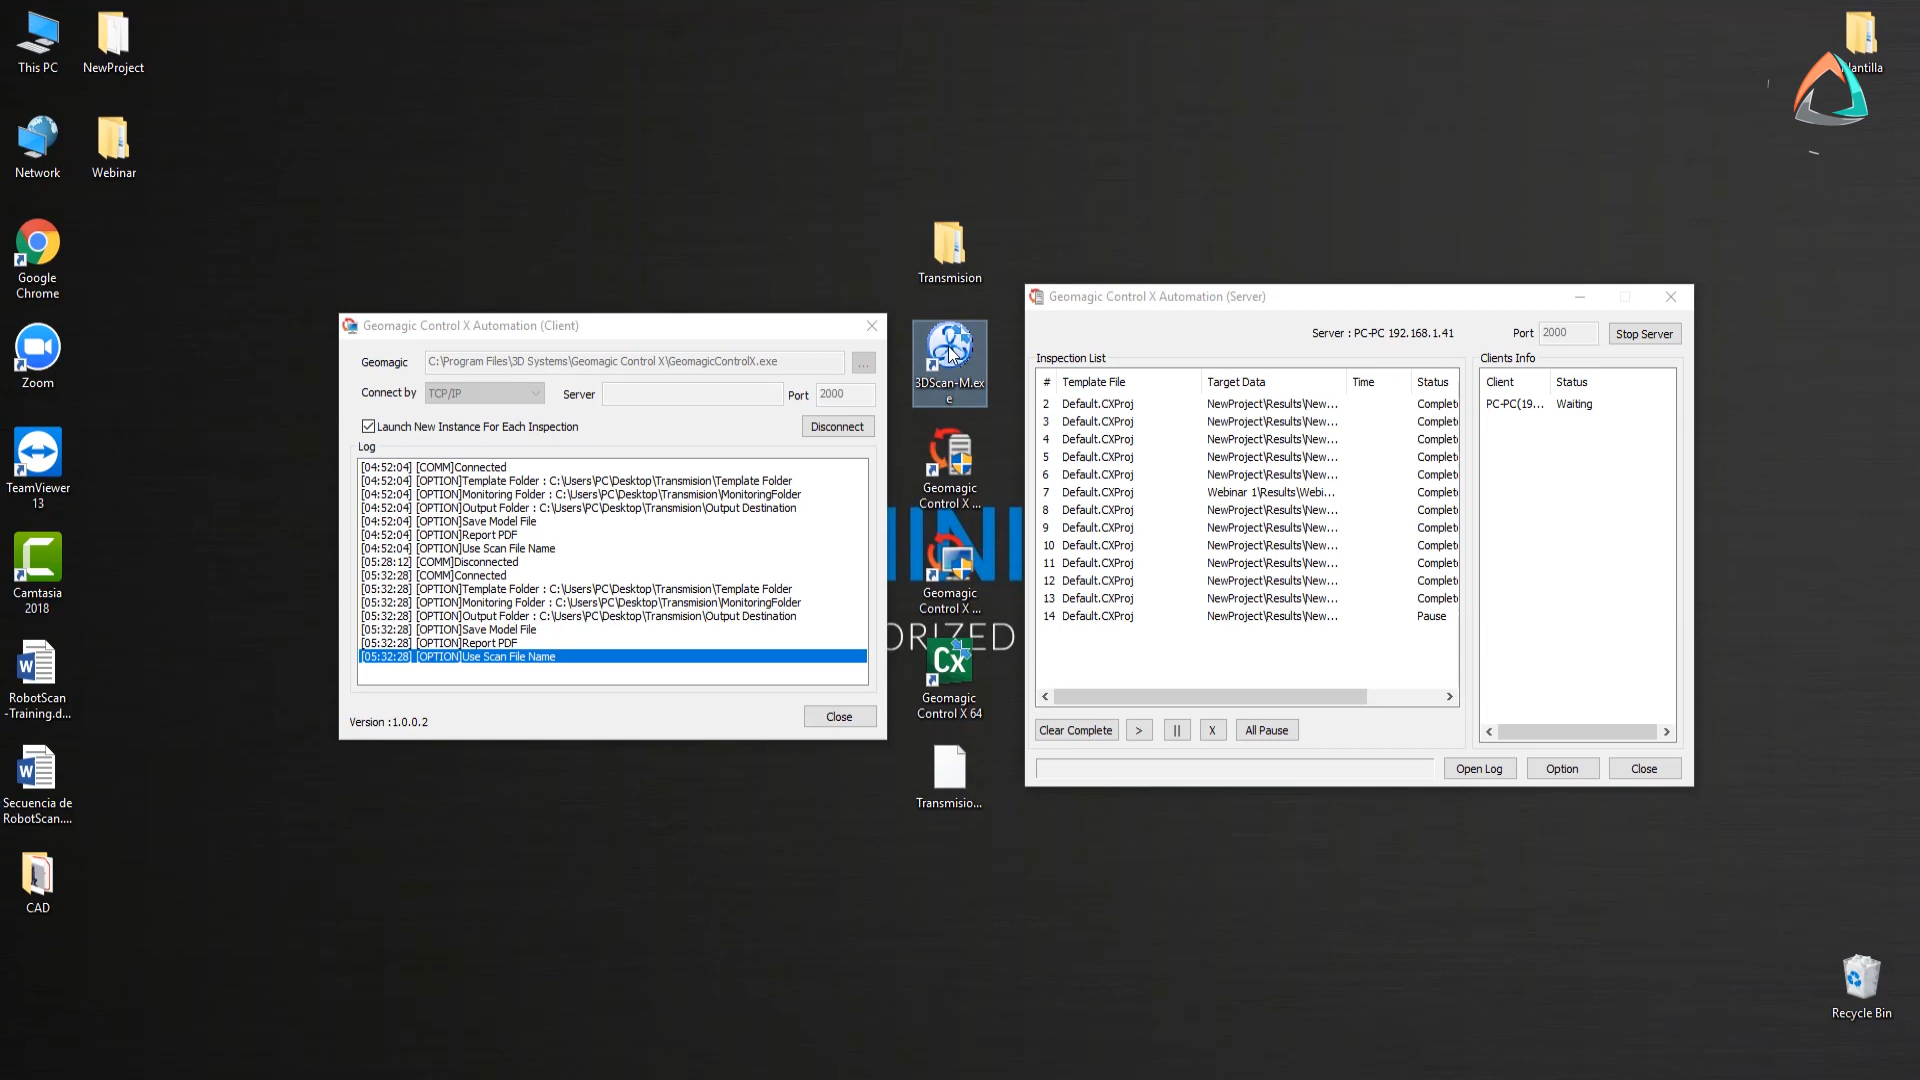 This PC
NewProject
Network
Webinar
Google
Chrome
Zoom
TeamViewer
13
Camtasia
2018
RobotScan
-Training.d...
Secuencia de
RobotScan....
CAD
Geomagic Control X Automation (Client)
Geomagic
C:\Program Files\3D Systems\Geomagic Control X\GeomagicControlX.exe
...
Connect by
TCP/IP
Server
Port
2000
Launch New Instance For Each Inspection
Disconnect
Log
[04:52:04] [COMM]Connected
[04:52:04] [OPTION]Template Folder : C:\Users\PC\Desktop\Transmision\Template Folder
[04:52:04] [OPTION]Monitoring Folder : C:\Users\PC\Desktop\Transmision\MonitoringFolder
[04:52:04] [OPTION]Output Folder : C:\Users\PC\Desktop\Transmision\Output Destination
[04:52:04] [OPTION]Save Model File
[04:52:04] [OPTION]Report PDF
[04:52:04] [OPTION]Use Scan File Name
[05:28:12] [COMM]Disconnected
[05:32:28] [COMM]Connected
[05:32:28] [OPTION]Template Folder : C:\Users\PC\Desktop\Transmision\Template Folder
[05:32:28] [OPTION]Monitoring Folder : C:\Users\PC\Desktop\Transmision\MonitoringFolder
[05:32:28] [OPTION]Output Folder : C:\Users\PC\Desktop\Transmision\Output Destination
[05:32:28] [OPTION]Save Model File
[05:32:28] [OPTION]Report PDF
[05:32:28] [OPTION]Use Scan File Name
Version :1.0.0.2
Close
Transmision
3DScan-M.ex
e
Geomagic
Control X ...
Geomagic
Control X ...
ORIZED
Cx
Geomagic
Control X 64
Transmisio...
Geomagic Control X Automation (Server)
Server : PC-PC 192.168.1.41
Port
2000
Stop Server
Inspection List
# Template File Target Data Time Status
2 Default.CXProj NewProject\Results\New... Complet
3 Default.CXProj NewProject\Results\New... Complet
4 Default.CXProj NewProject\Results\New... Complet
5 Default.CXProj NewProject\Results\New... Complet
6 Default.CXProj NewProject\Results\New... Complet
7 Default.CXProj Webinar 1\Results\Webi... Complet
8 Default.CXProj NewProject\Results\New... Complet
9 Default.CXProj NewProject\Results\New... Complet
10 Default.CXProj NewProject\Results\New... Complet
11 Default.CXProj NewProject\Results\New... Complet
12 Default.CXProj NewProject\Results\New... Complet
13 Default.CXProj NewProject\Results\New... Complet
14 Default.CXProj NewProject\Results\New... Pause
Clear Complete
>
||
X
All Pause
Clients Info
Client Status
PC-PC(19... Waiting
Open Log
Option
Close
lantilla
Recycle Bin